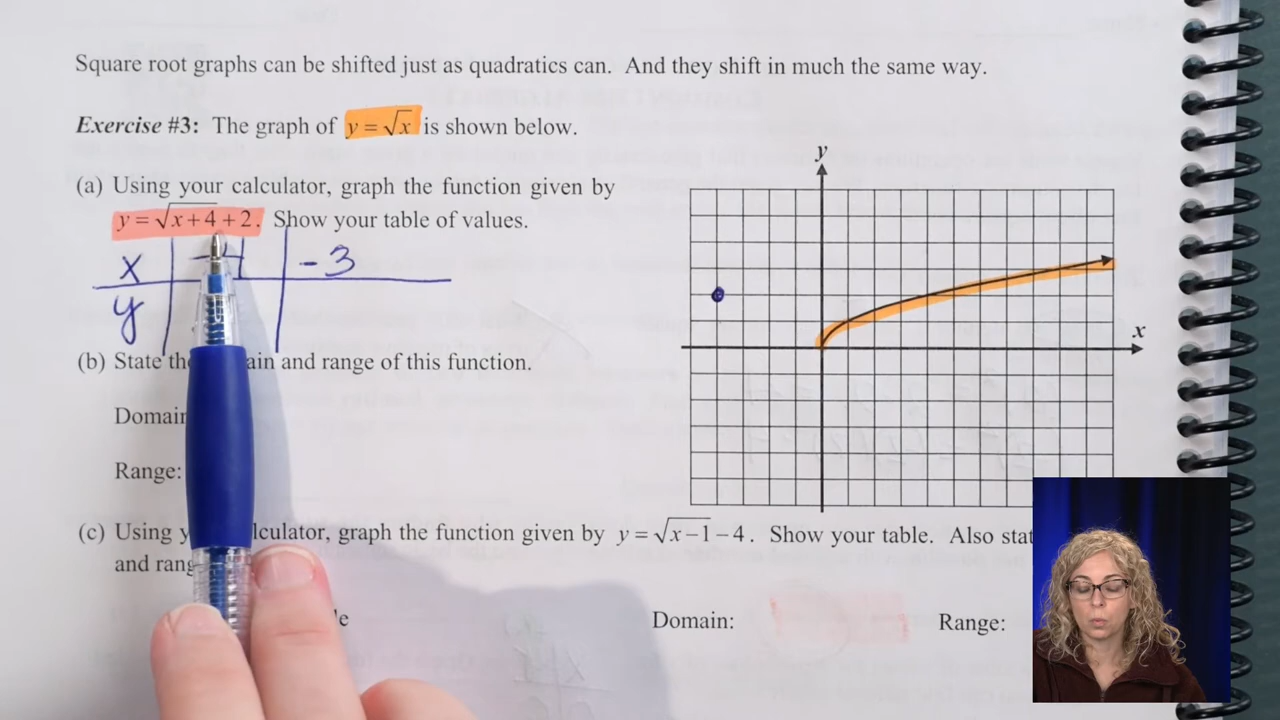 Square root graphs can be shifted just as quadratics can. And they shift in much the same way.
Exercise #3: The graph of y = √x is shown below.
(a) Using your calculator, graph the function given by
y = √x + 4 + 2. Show your table of values.
x -4 -3
y
(b) State the ain and range of this function.
Domain
Range:
(c) Using y lculator, graph the function given by y = √x − 1 − 4. Show your table. Also stat
and rang
Domain: Range:
y
x